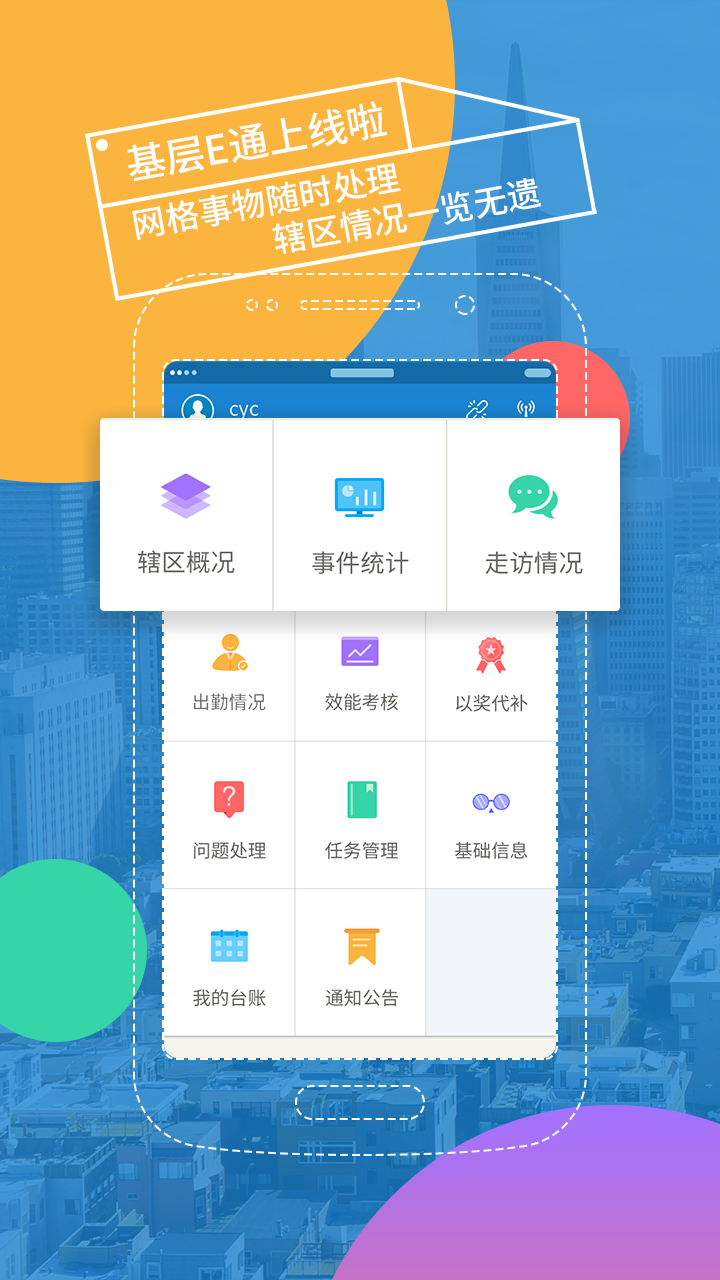 基层E通上线啦
网格事物随时处理
辖区情况一览无遗
cyc
辖区概况
事件统计
走访情况
出勤情况
效能考核
以奖代补
问题处理
任务管理
基础信息
我的台账
通知公告